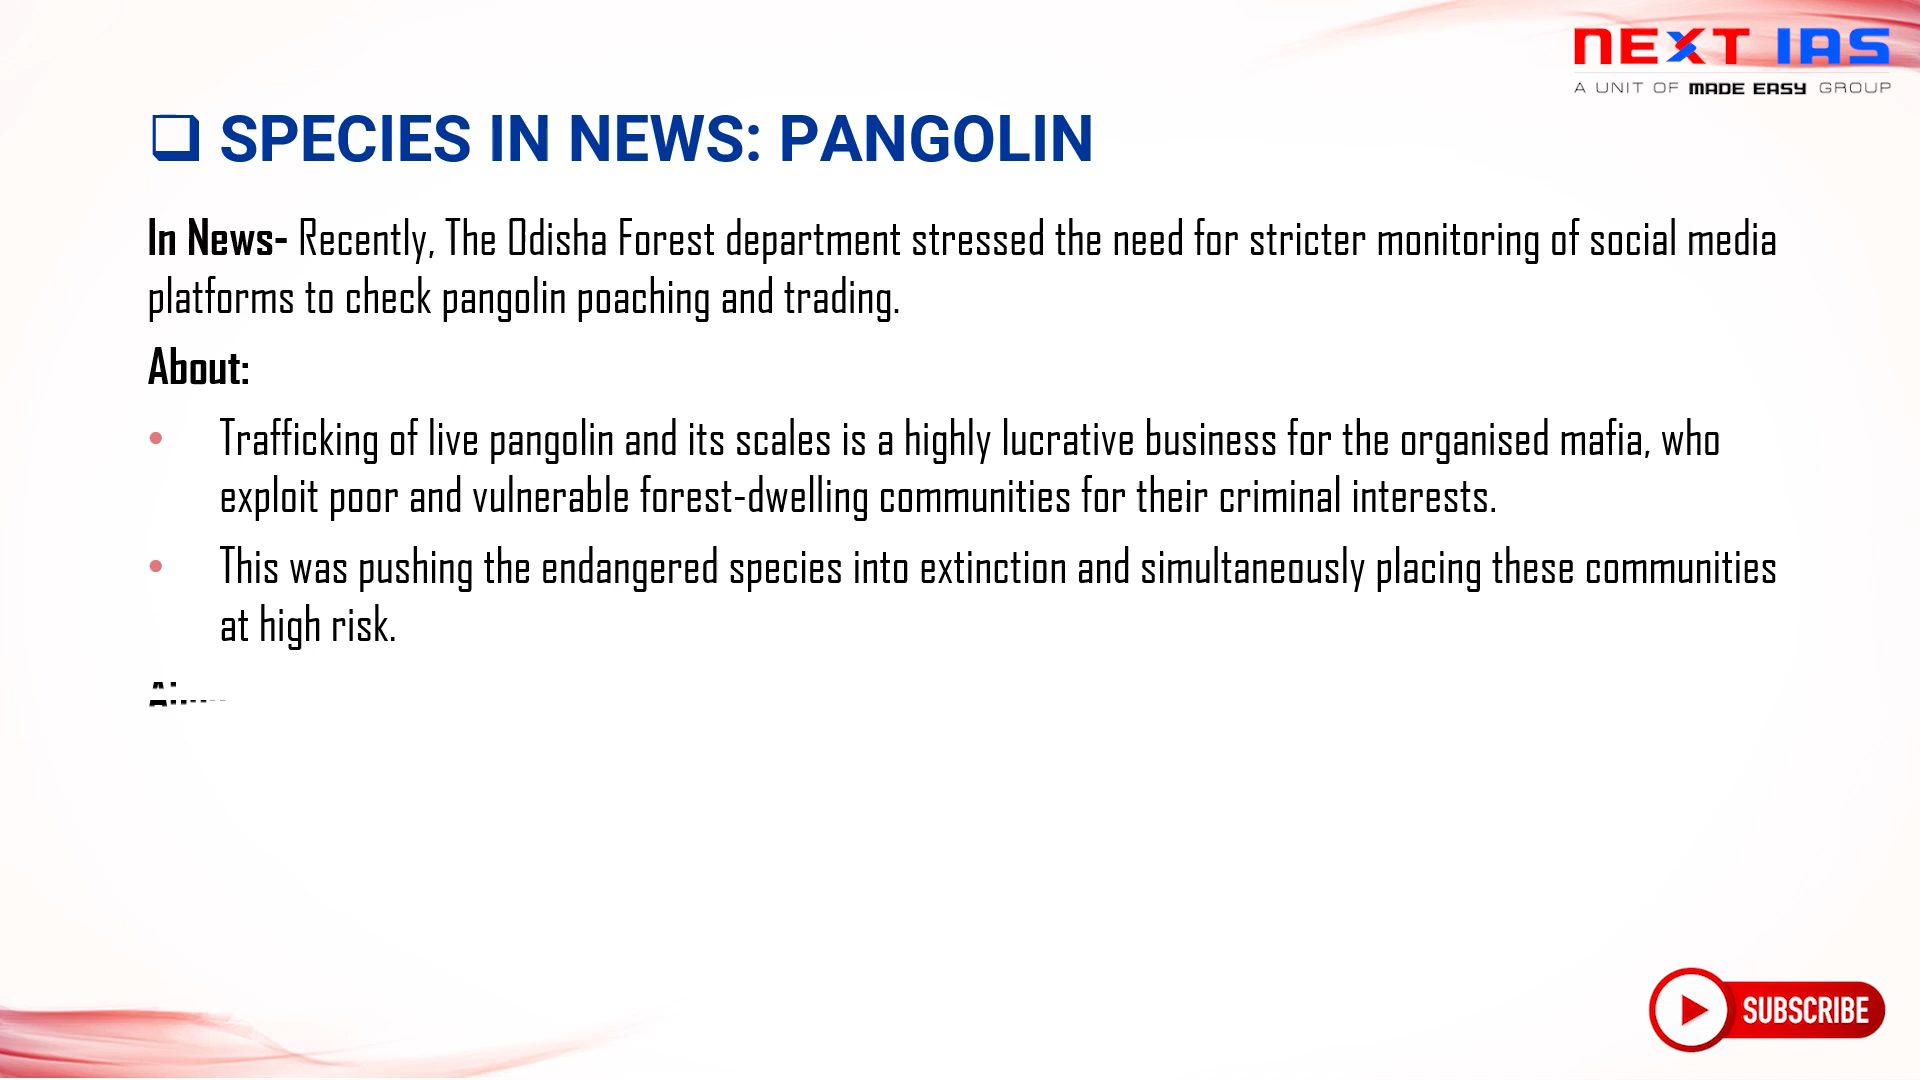 NEXT IAS
A UNIT OF MADE EASY GROUP
SPECIES IN NEWS: PANGOLIN
In News- Recently, The Odisha Forest department stressed the need for stricter monitoring of social media
platforms to check pangolin poaching and trading.
About:
Trafficking of live pangolin and its scales is a highly lucrative business for the organised mafia, who
exploit poor and vulnerable forest-dwelling communities for their criminal interests.
This was pushing the endangered species into extinction and simultaneously placing these communities
at high risk.
SUBSCRIBE